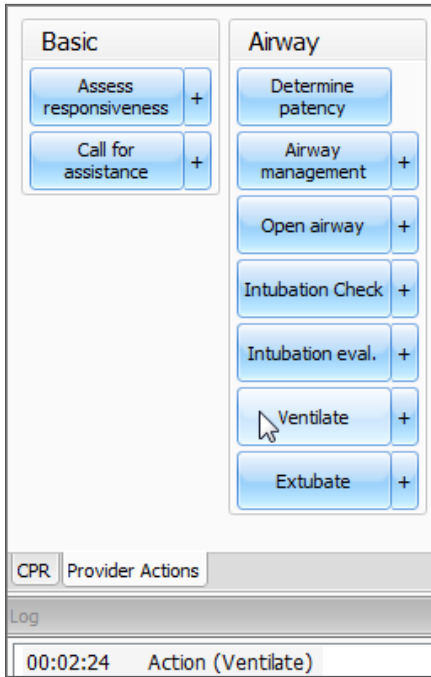 Basic
Assess
responsiveness +
Call for
assistance +
Airway
Determine
patency
Airway
management +
Open airway +
Intubation Check +
Intubation eval. +
Ventilate +
Extubate +
CPR Provider Actions
Log
00:02:24 Action (Ventilate)